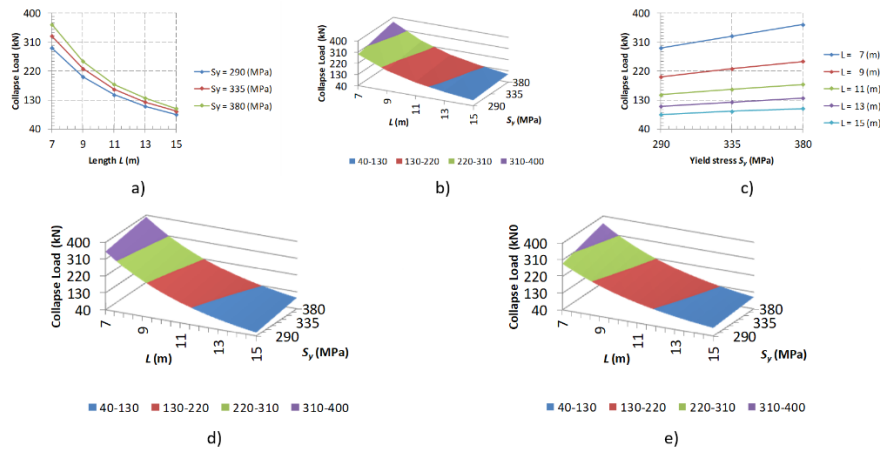 Collapse Load (kN)
400
310
220
130
40
7 9 11 13 15
Length L (m)
Sy = 290 (MPa)
Sy = 335 (MPa)
Sy = 380 (MPa)
a)
Collapse Load (kN)
400
310
220
130
40
7
9
11
13
15
L (m)
290
335
380
Sy (MPa)
40-130 130-220 220-310 310-400
b)
Collapse Load (kN)
400
310
220
130
40
290 335 380
Yield stress Sy (MPa)
L = 7 (m)
L = 9 (m)
L = 11 (m)
L = 13 (m)
L = 15 (m)
c)
Collapse Load (kN)
400
310
220
130
40
7
9
11
13
15
L (m)
290
335
380
Sy (MPa)
40-130 130-220 220-310 310-400
d)
Collapse Load (kN0
400
310
220
130
40
7
9
11
13
15
L (m)
290
335
380
Sy (MPa)
40-130 130-220 220-310 310-400
e)